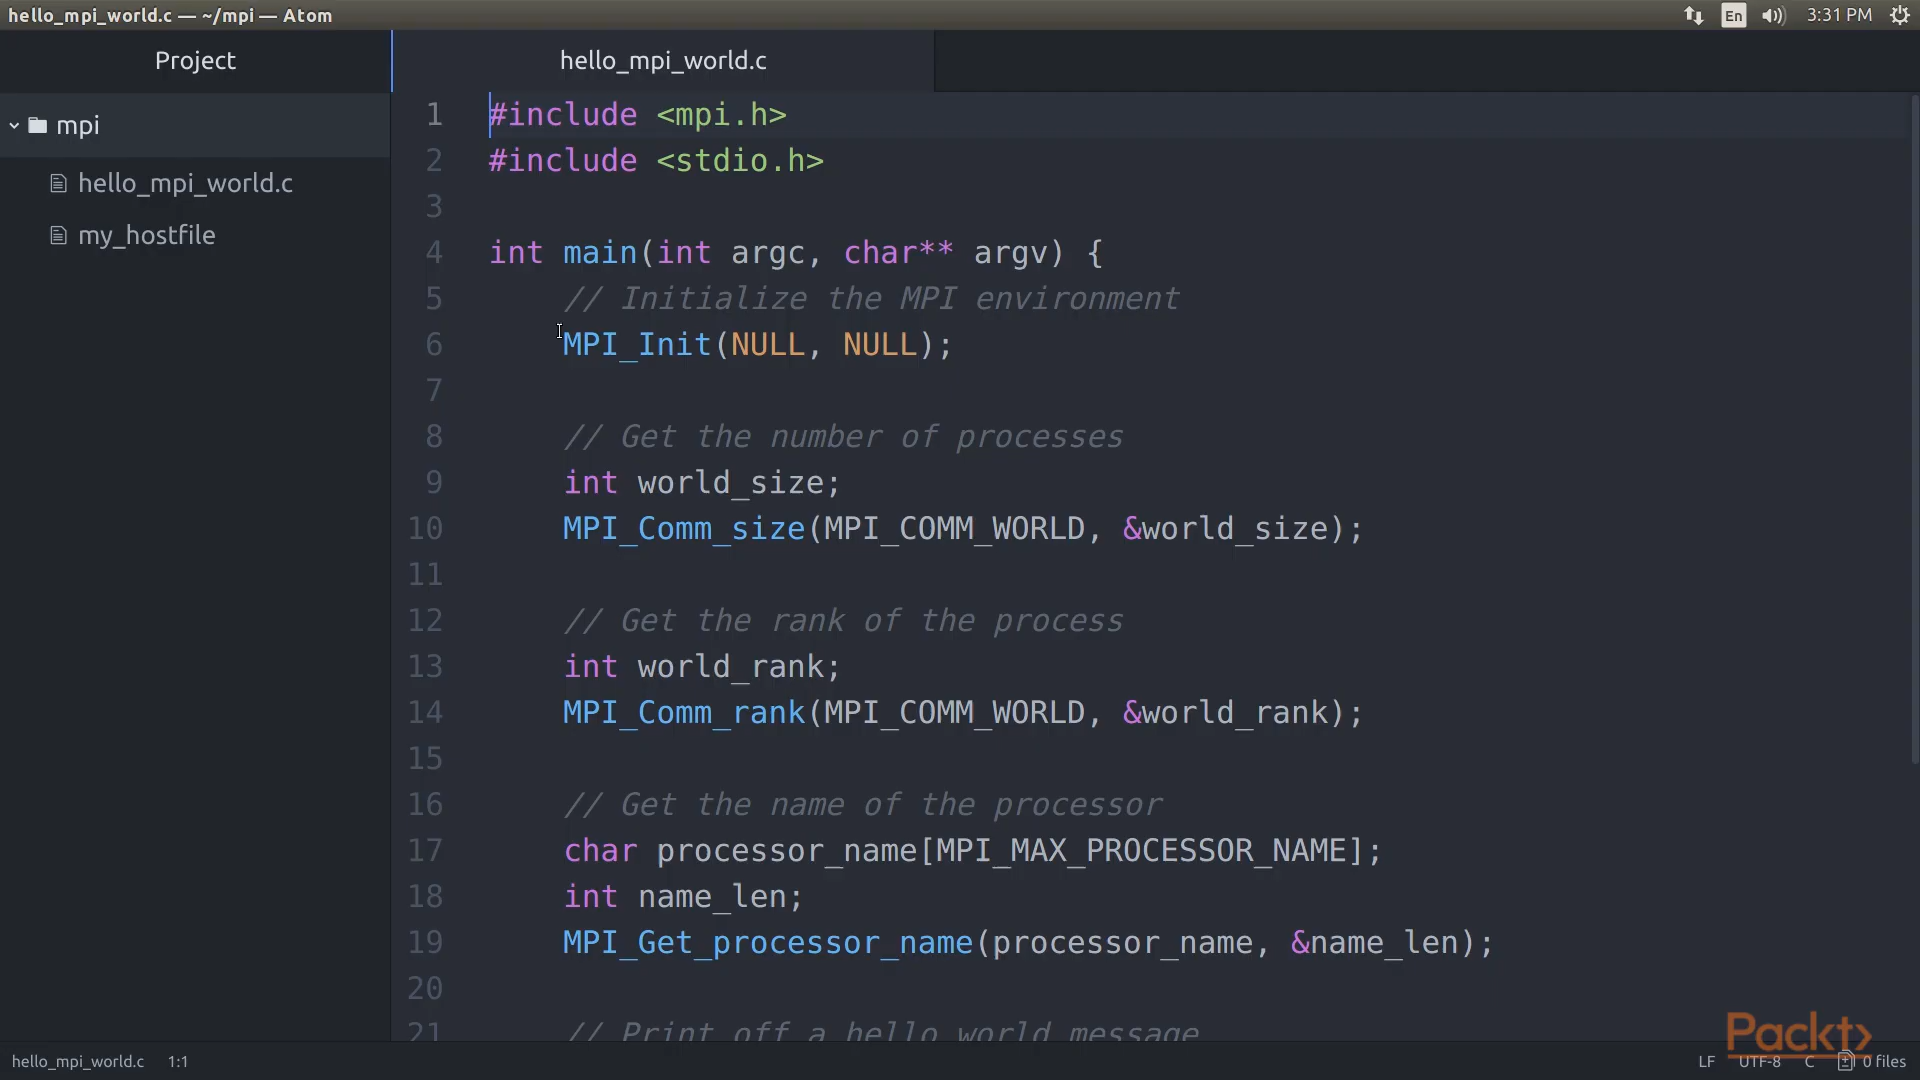 hello_mpi_world.c — ~/mpi — Atom
En
3:31 PM
Project
hello_mpi_world.c
mpi
hello_mpi_world.c
my_hostfile
1 #include <mpi.h>
2 #include <stdio.h>
3
4 int main(int argc, char** argv) {
5 // Initialize the MPI environment
6 MPI_Init(NULL, NULL);
7
8 // Get the number of processes
9 int world_size;
10 MPI_Comm_size(MPI_COMM_WORLD, &world_size);
11
12 // Get the rank of the process
13 int world_rank;
14 MPI_Comm_rank(MPI_COMM_WORLD, &world_rank);
15
16 // Get the name of the processor
17 char processor_name[MPI_MAX_PROCESSOR_NAME];
18 int name_len;
19 MPI_Get_processor_name(processor_name, &name_len);
20
21 // Print off a hello world message
Packt>
hello_mpi_world.c 1:1
LF UTF-8 C 0 files